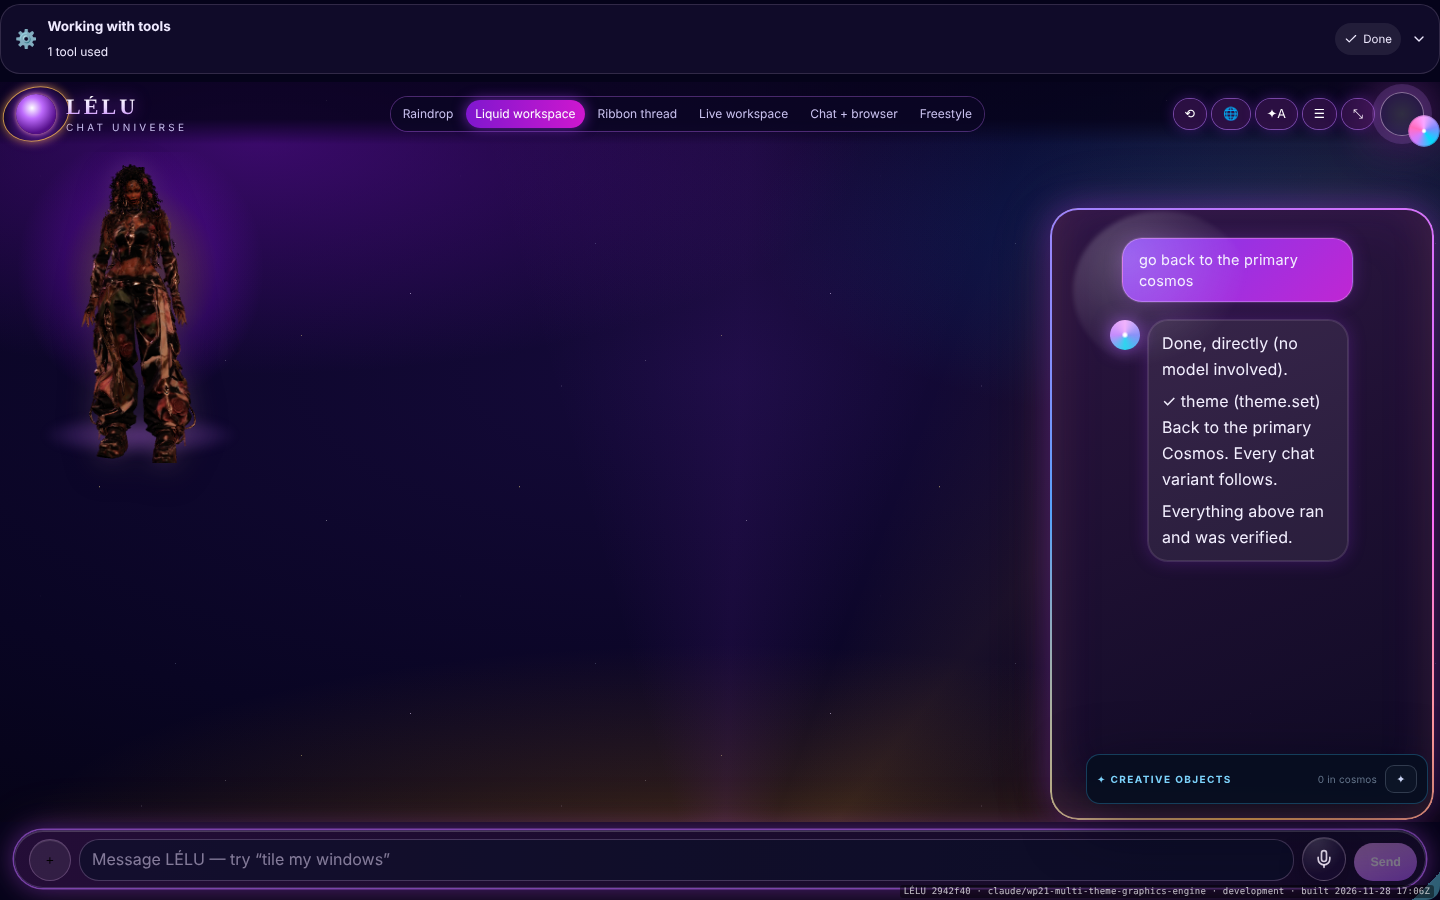 Working with tools
1 tool used
Done
LÉLU
CHAT UNIVERSE
Raindrop
Liquid workspace
Ribbon thread
Live workspace
Chat + browser
Freestyle
✦A
go back to the primary
cosmos
Done, directly (no
model involved).
✓ theme (theme.set)
Back to the primary
Cosmos. Every chat
variant follows.
Everything above ran
and was verified.
✦ CREATIVE OBJECTS
0 in cosmos
Message LÉLU — try “tile my windows”
Send
LÉLU 2942f40 · claude/wp21-multi-theme-graphics-engine · development · built 2026-11-28 17:06Z